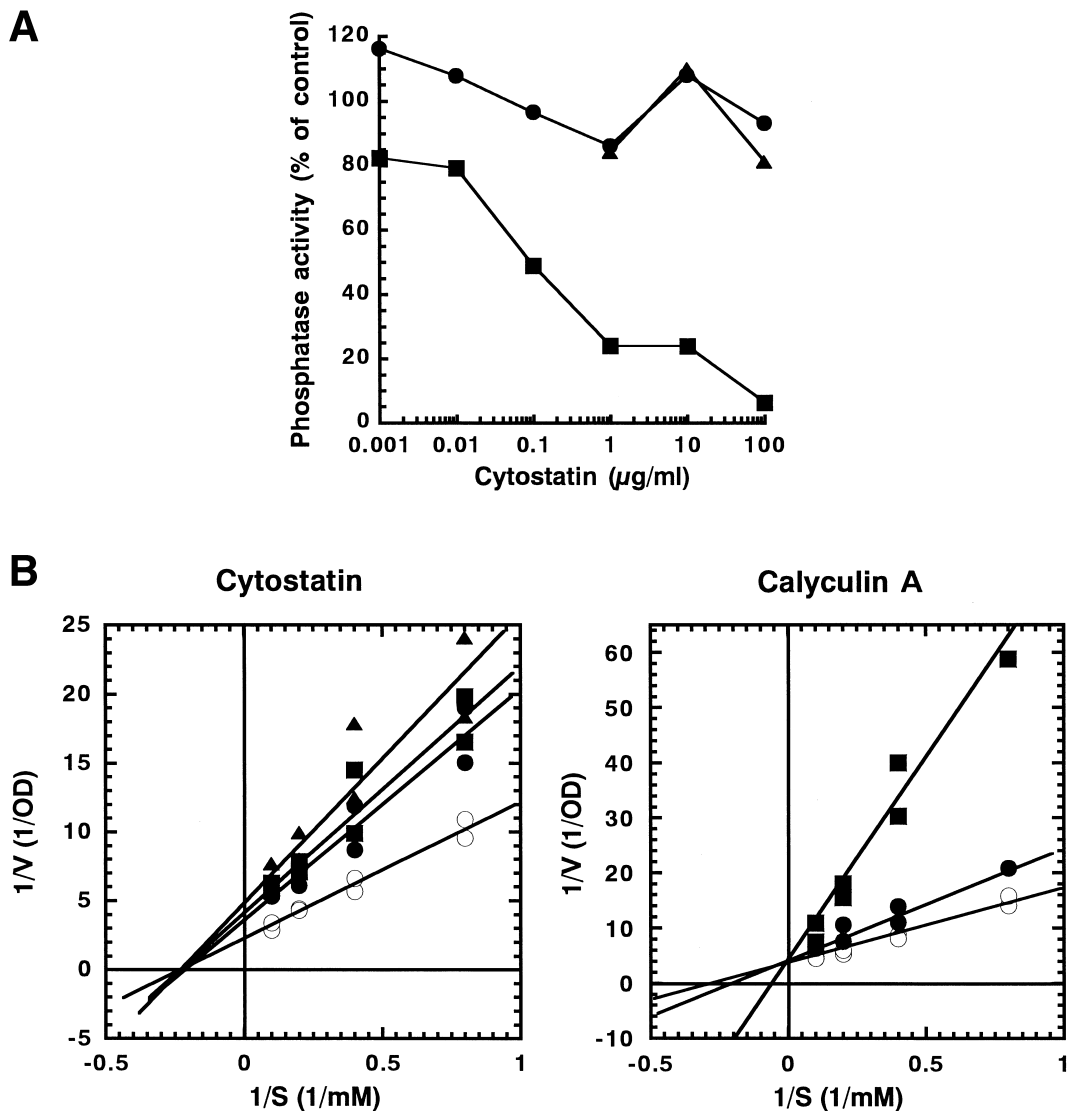 A
Phosphatase activity (% of control)
120
100
80
60
40
20
0
0.001 0.01 0.1 1 10 100
Cytostatin (µg/ml)
B
Cytostatin
1/V (1/OD)
25
20
15
10
5
0
-5
-0.5 0 0.5 1
1/S (1/mM)
Calyculin A
1/V (1/OD)
60
50
40
30
20
10
0
-10
-0.5 0 0.5 1
1/S (1/mM)